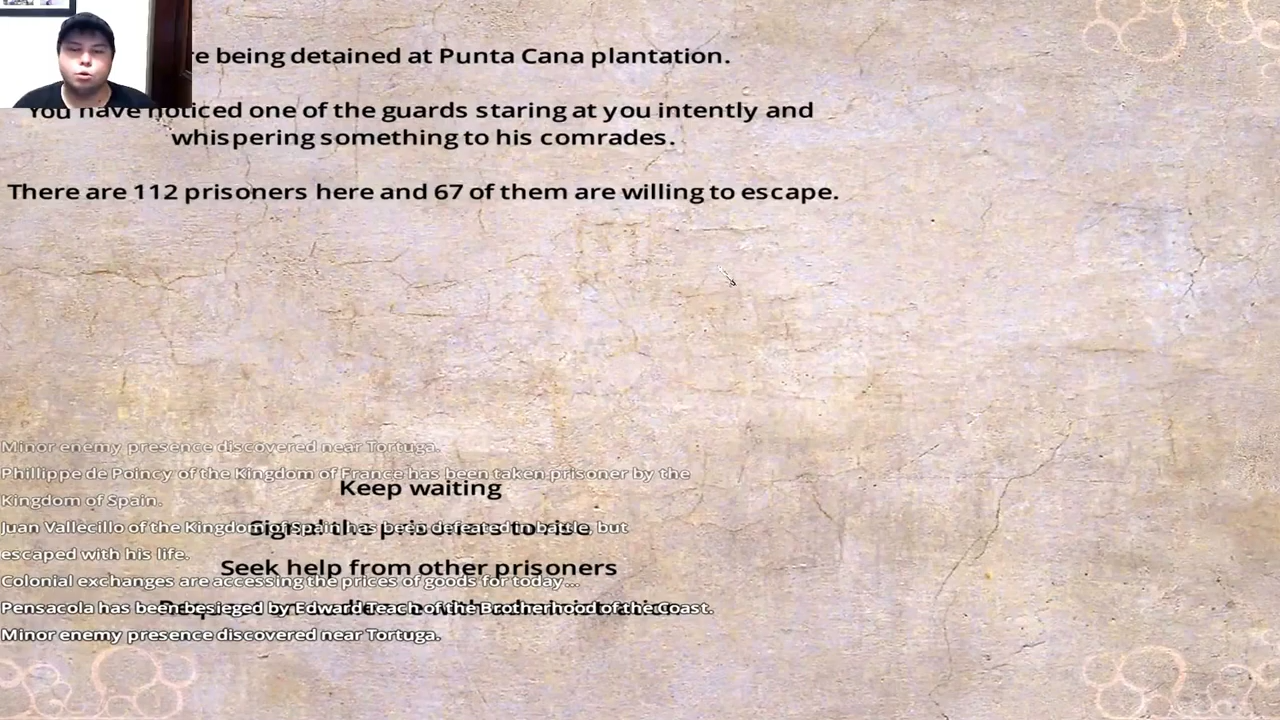 re being detained at Punta Cana plantation.
You have noticed one of the guards staring at you intently and
whispering something to his comrades.
There are 112 prisoners here and 67 of them are willing to escape.
Minor enemy presence discovered near Tortuga.
Phillippe de Poincy of the Kingdom of France has been taken prisoner by the
Keep waiting
Kingdom of Spain.
Juan Vallecillo of the Kingdom of Spain has been defeated in battle, but
Signal the prisoners to rise
escaped with his life.
Seek help from other prisoners
Colonial exchanges are accessing the prices of goods for today...
Pensacola has been besieged by Edward Teach of the Brotherhood of the Coast.
Minor enemy presence discovered near Tortuga.